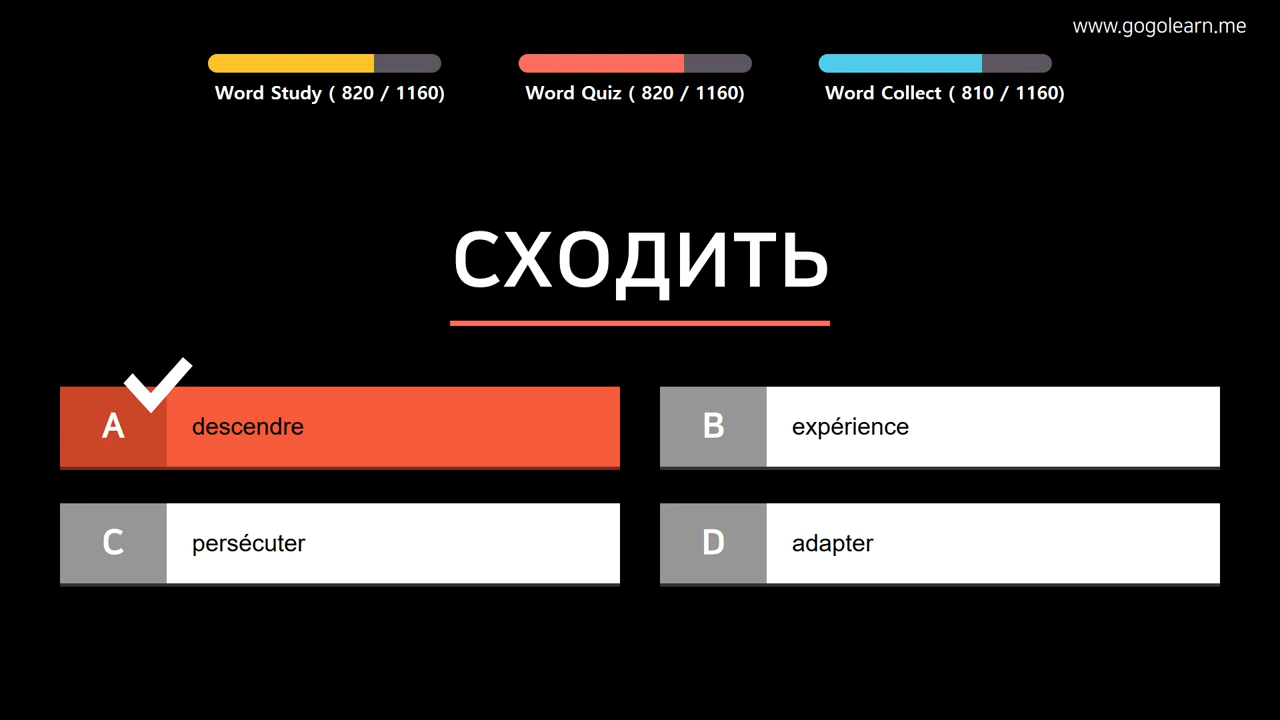 www.gogolearn.me
Word Study ( 820 / 1160)
Word Quiz ( 820 / 1160)
Word Collect ( 810 / 1160)
сходить
A descendre
B expérience
C persécuter
D adapter